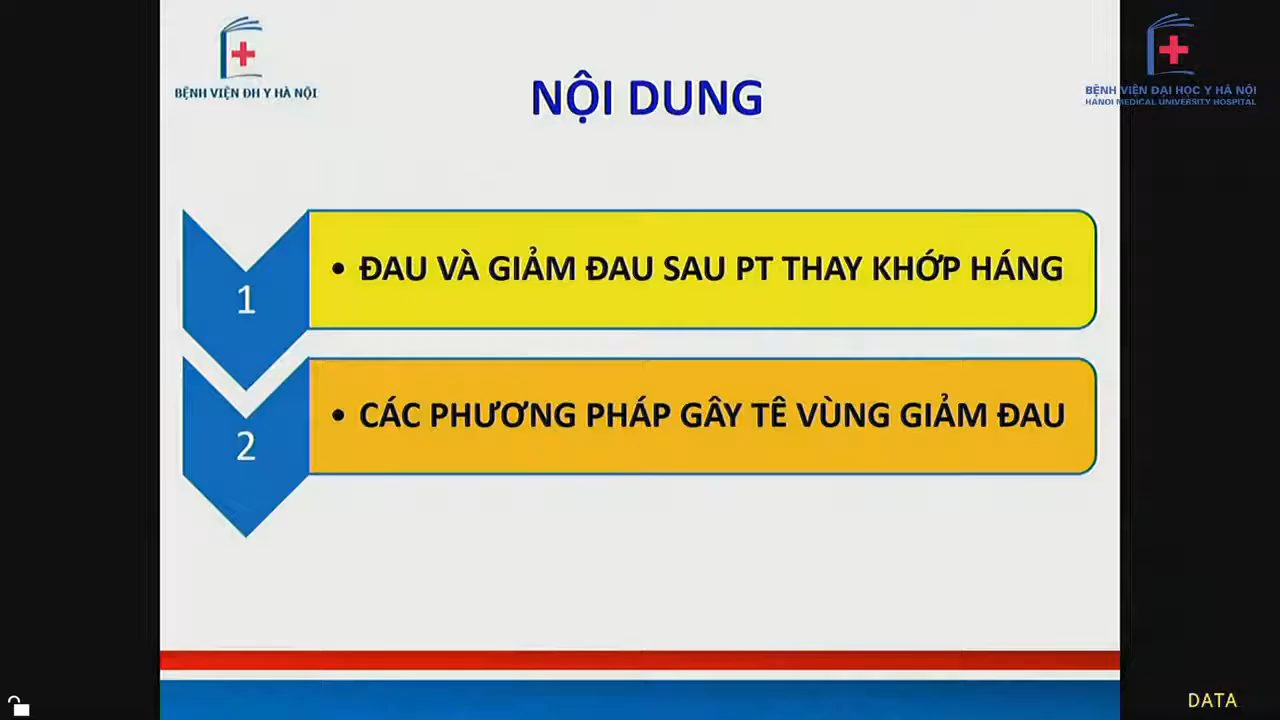 BỆNH VIỆN ĐH Y HÀ NỘI
BỆNH VIỆN ĐẠI HỌC Y HÀ NỘI
HANOI MEDICAL UNIVERSITY HOSPITAL
NỘI DUNG
1
• ĐAU VÀ GIẢM ĐAU SAU PT THAY KHỚP HÁNG
2
• CÁC PHƯƠNG PHÁP GÂY TÊ VÙNG GIẢM ĐAU
DATA